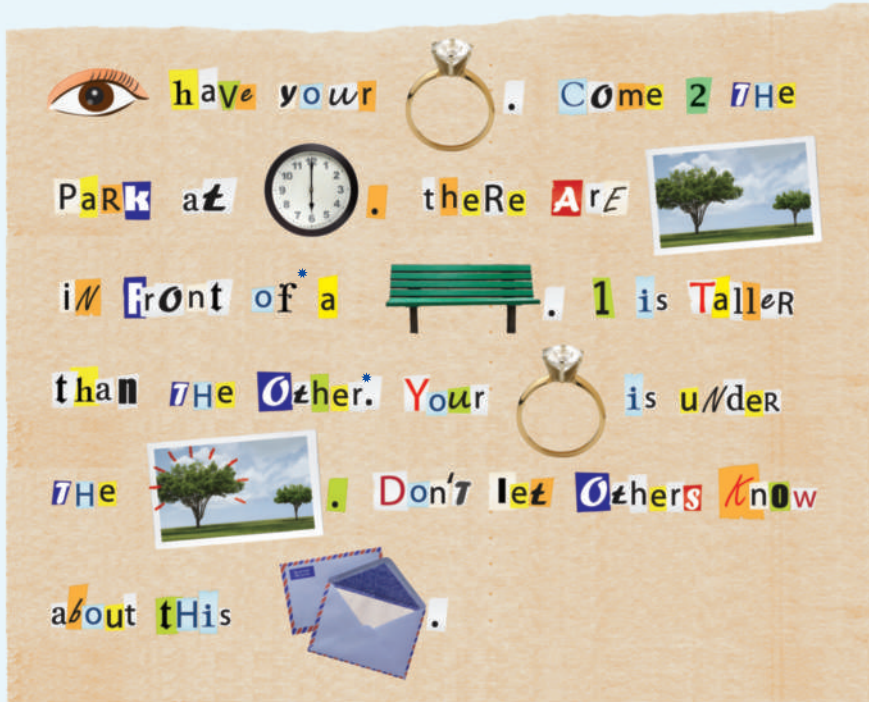 have your . Come 2 THe
PaRk at . theRe ArE
iN Front of* a . 1 is TalleR
than THe Other.* Your is uNdeR
THe . Don'T let OtherS Know
about tHis .